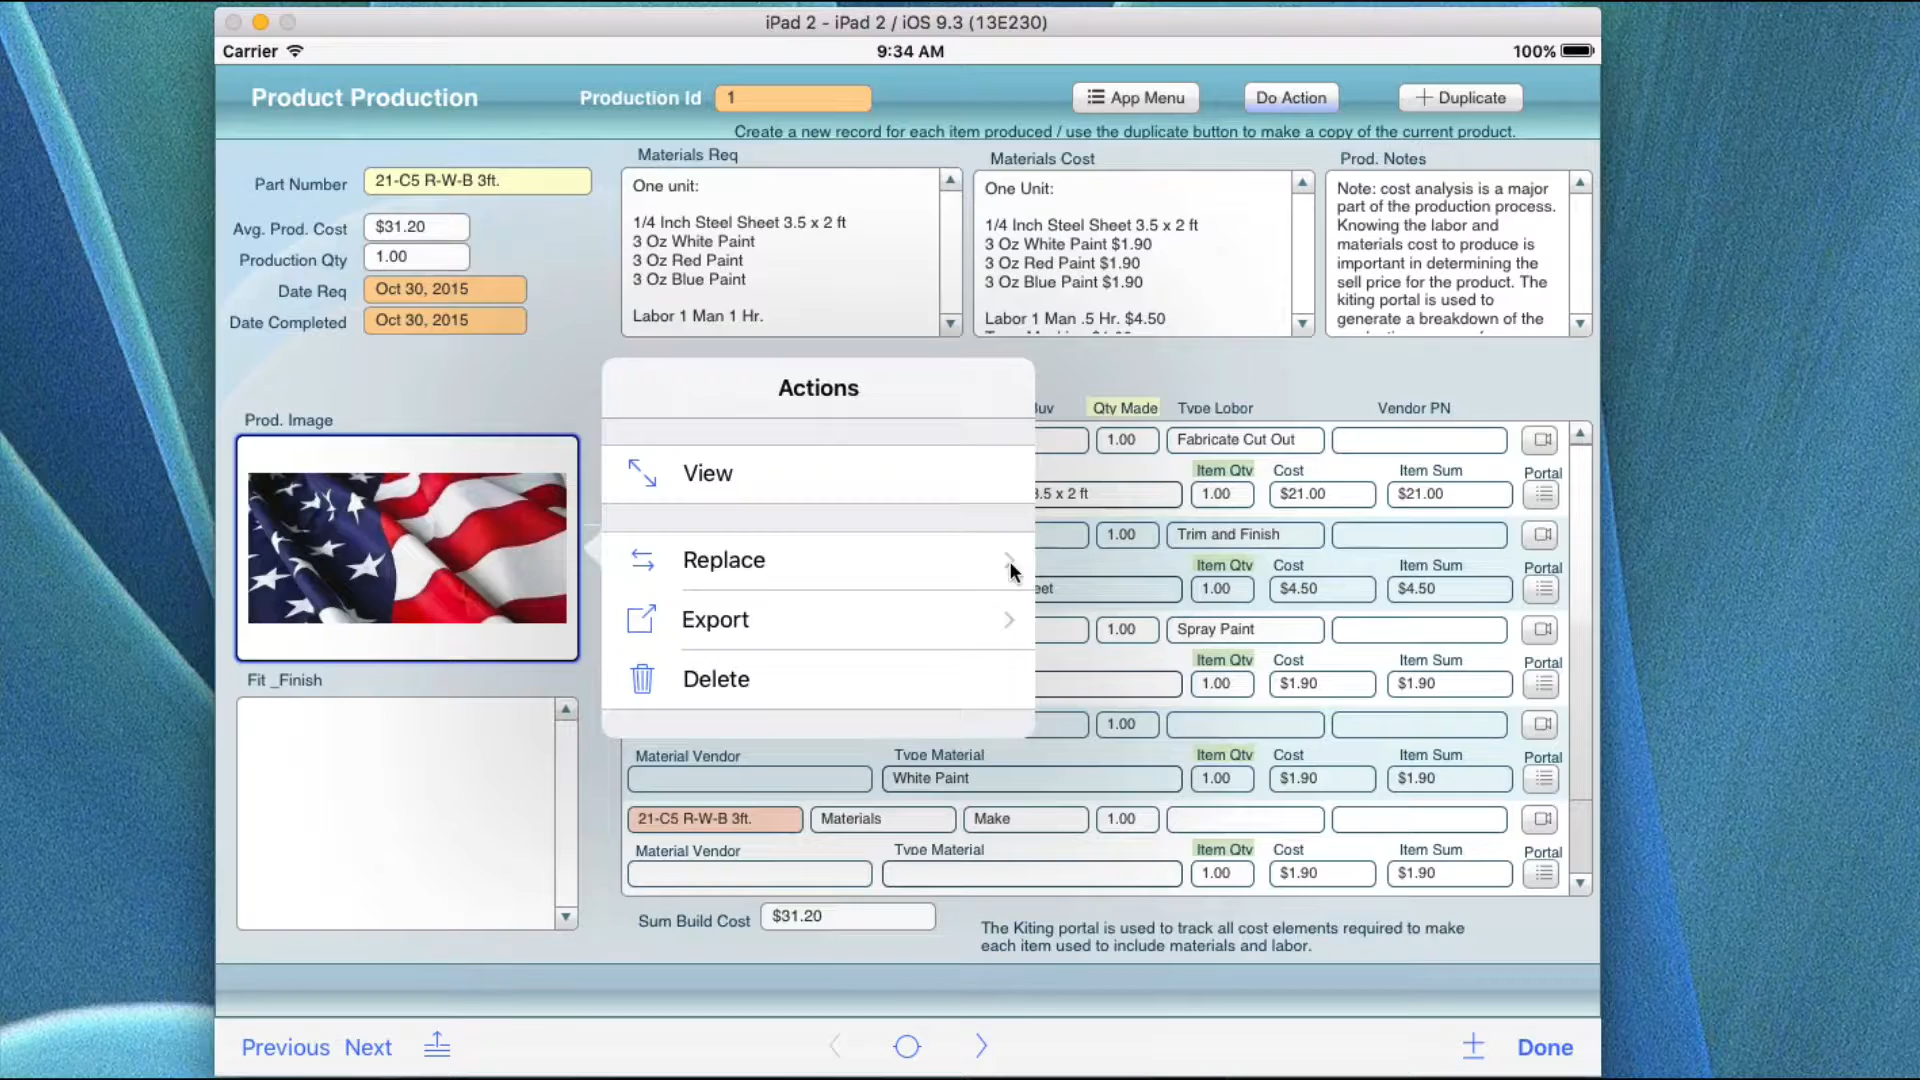 iPad 2 - iPad 2 / iOS 9.3 (13E230)
Carrier
9:34 AM
100%
Product Production
Production Id
1
App Menu
Do Action
Duplicate
Create a new record for each item produced / use the duplicate button to make a copy of the current product.
Part Number
21-C5 R-W-B 3ft.
Avg. Prod. Cost
$31.20
Production Qty
1.00
Date Req
Oct 30, 2015
Date Completed
Oct 30, 2015
Materials Req
One unit:
1/4 Inch Steel Sheet 3.5 x 2 ft
3 Oz White Paint
3 Oz Red Paint
3 Oz Blue Paint
Labor 1 Man 1 Hr.
Materials Cost
One Unit:
1/4 Inch Steel Sheet 3.5 x 2 ft
3 Oz White Paint $1.90
3 Oz Red Paint $1.90
3 Oz Blue Paint $1.90
Labor 1 Man .5 Hr. $4.50
Prod. Notes
Note: cost analysis is a major
part of the production process.
Knowing the labor and
materials cost to produce is
important in determining the
sell price for the product. The
kiting portal is used to
generate a breakdown of the
Prod. Image
Fit _Finish
Actions
View
Replace
Export
Delete
Qty Made
Type Lobor
Vendor PN
1.00
Fabricate Cut Out
Item Qty
Cost
Item Sum
Portal
3.5 x 2 ft
1.00
$21.00
$21.00
1.00
Trim and Finish
Item Qty
Cost
Item Sum
Portal
1.00
$4.50
$4.50
1.00
Spray Paint
Item Qty
Cost
Item Sum
Portal
1.00
$1.90
$1.90
1.00
Material Vendor
Type Material
Item Qty
Cost
Item Sum
Portal
White Paint
1.00
$1.90
$1.90
21-C5 R-W-B 3ft.
Materials
Make
1.00
Material Vendor
Type Material
Item Qty
Cost
Item Sum
Portal
1.00
$1.90
$1.90
Sum Build Cost
$31.20
The Kiting portal is used to track all cost elements required to make
each item used to include materials and labor.
Previous
Next
Done